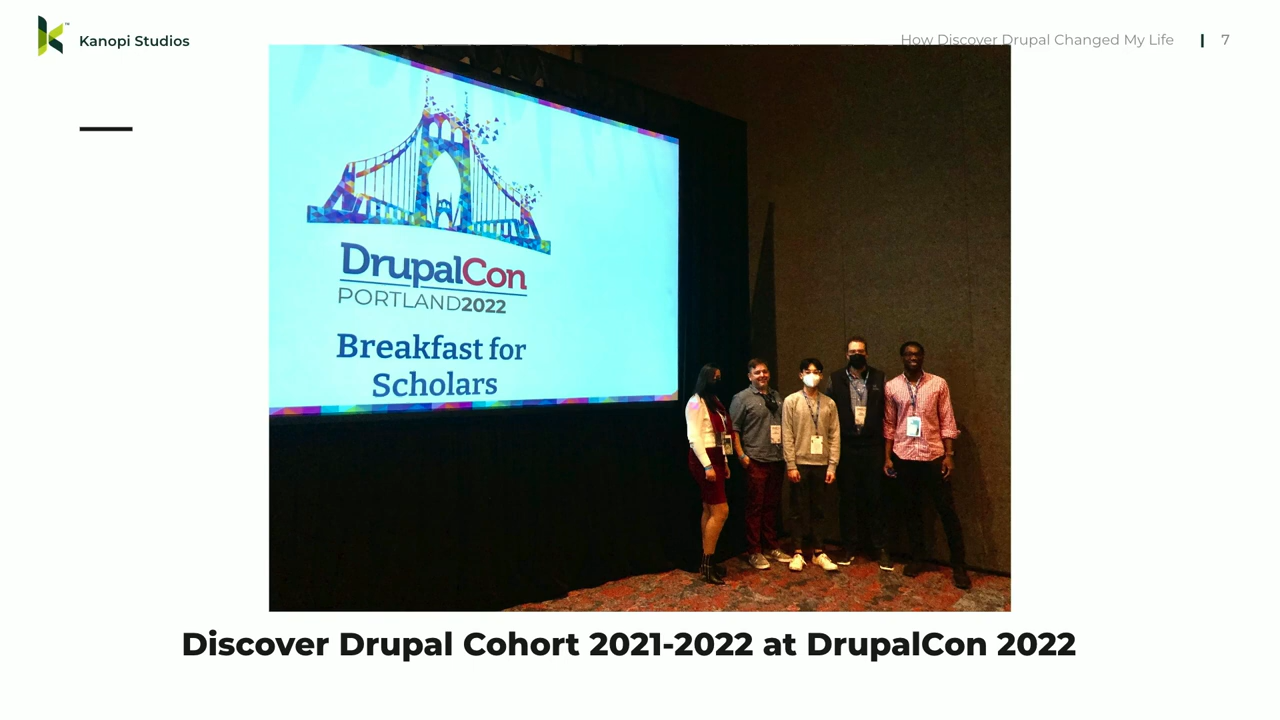 Kanopi Studios
How Discover Drupal Changed My Life | 7
DrupalCon
PORTLAND2022
Breakfast for
Scholars
Discover Drupal Cohort 2021-2022 at DrupalCon 2022